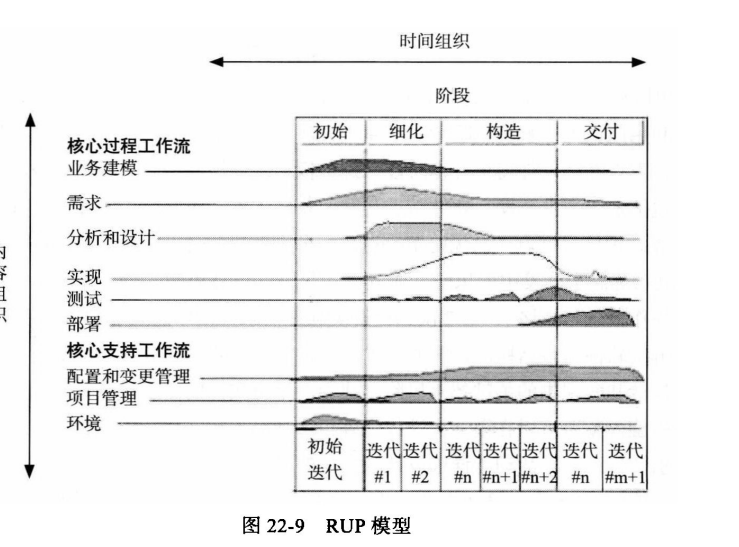 时间组织
阶段
初始 细化 构造 交付
核心过程工作流
业务建模
需求
分析和设计
实现
测试
部署
核心支持工作流
配置和变更管理
项目管理
环境
初始迭代 迭代#1 迭代#2 迭代#n 迭代#n+1 迭代#n+2 迭代#n 迭代#m+1
图 22-9 RUP 模型